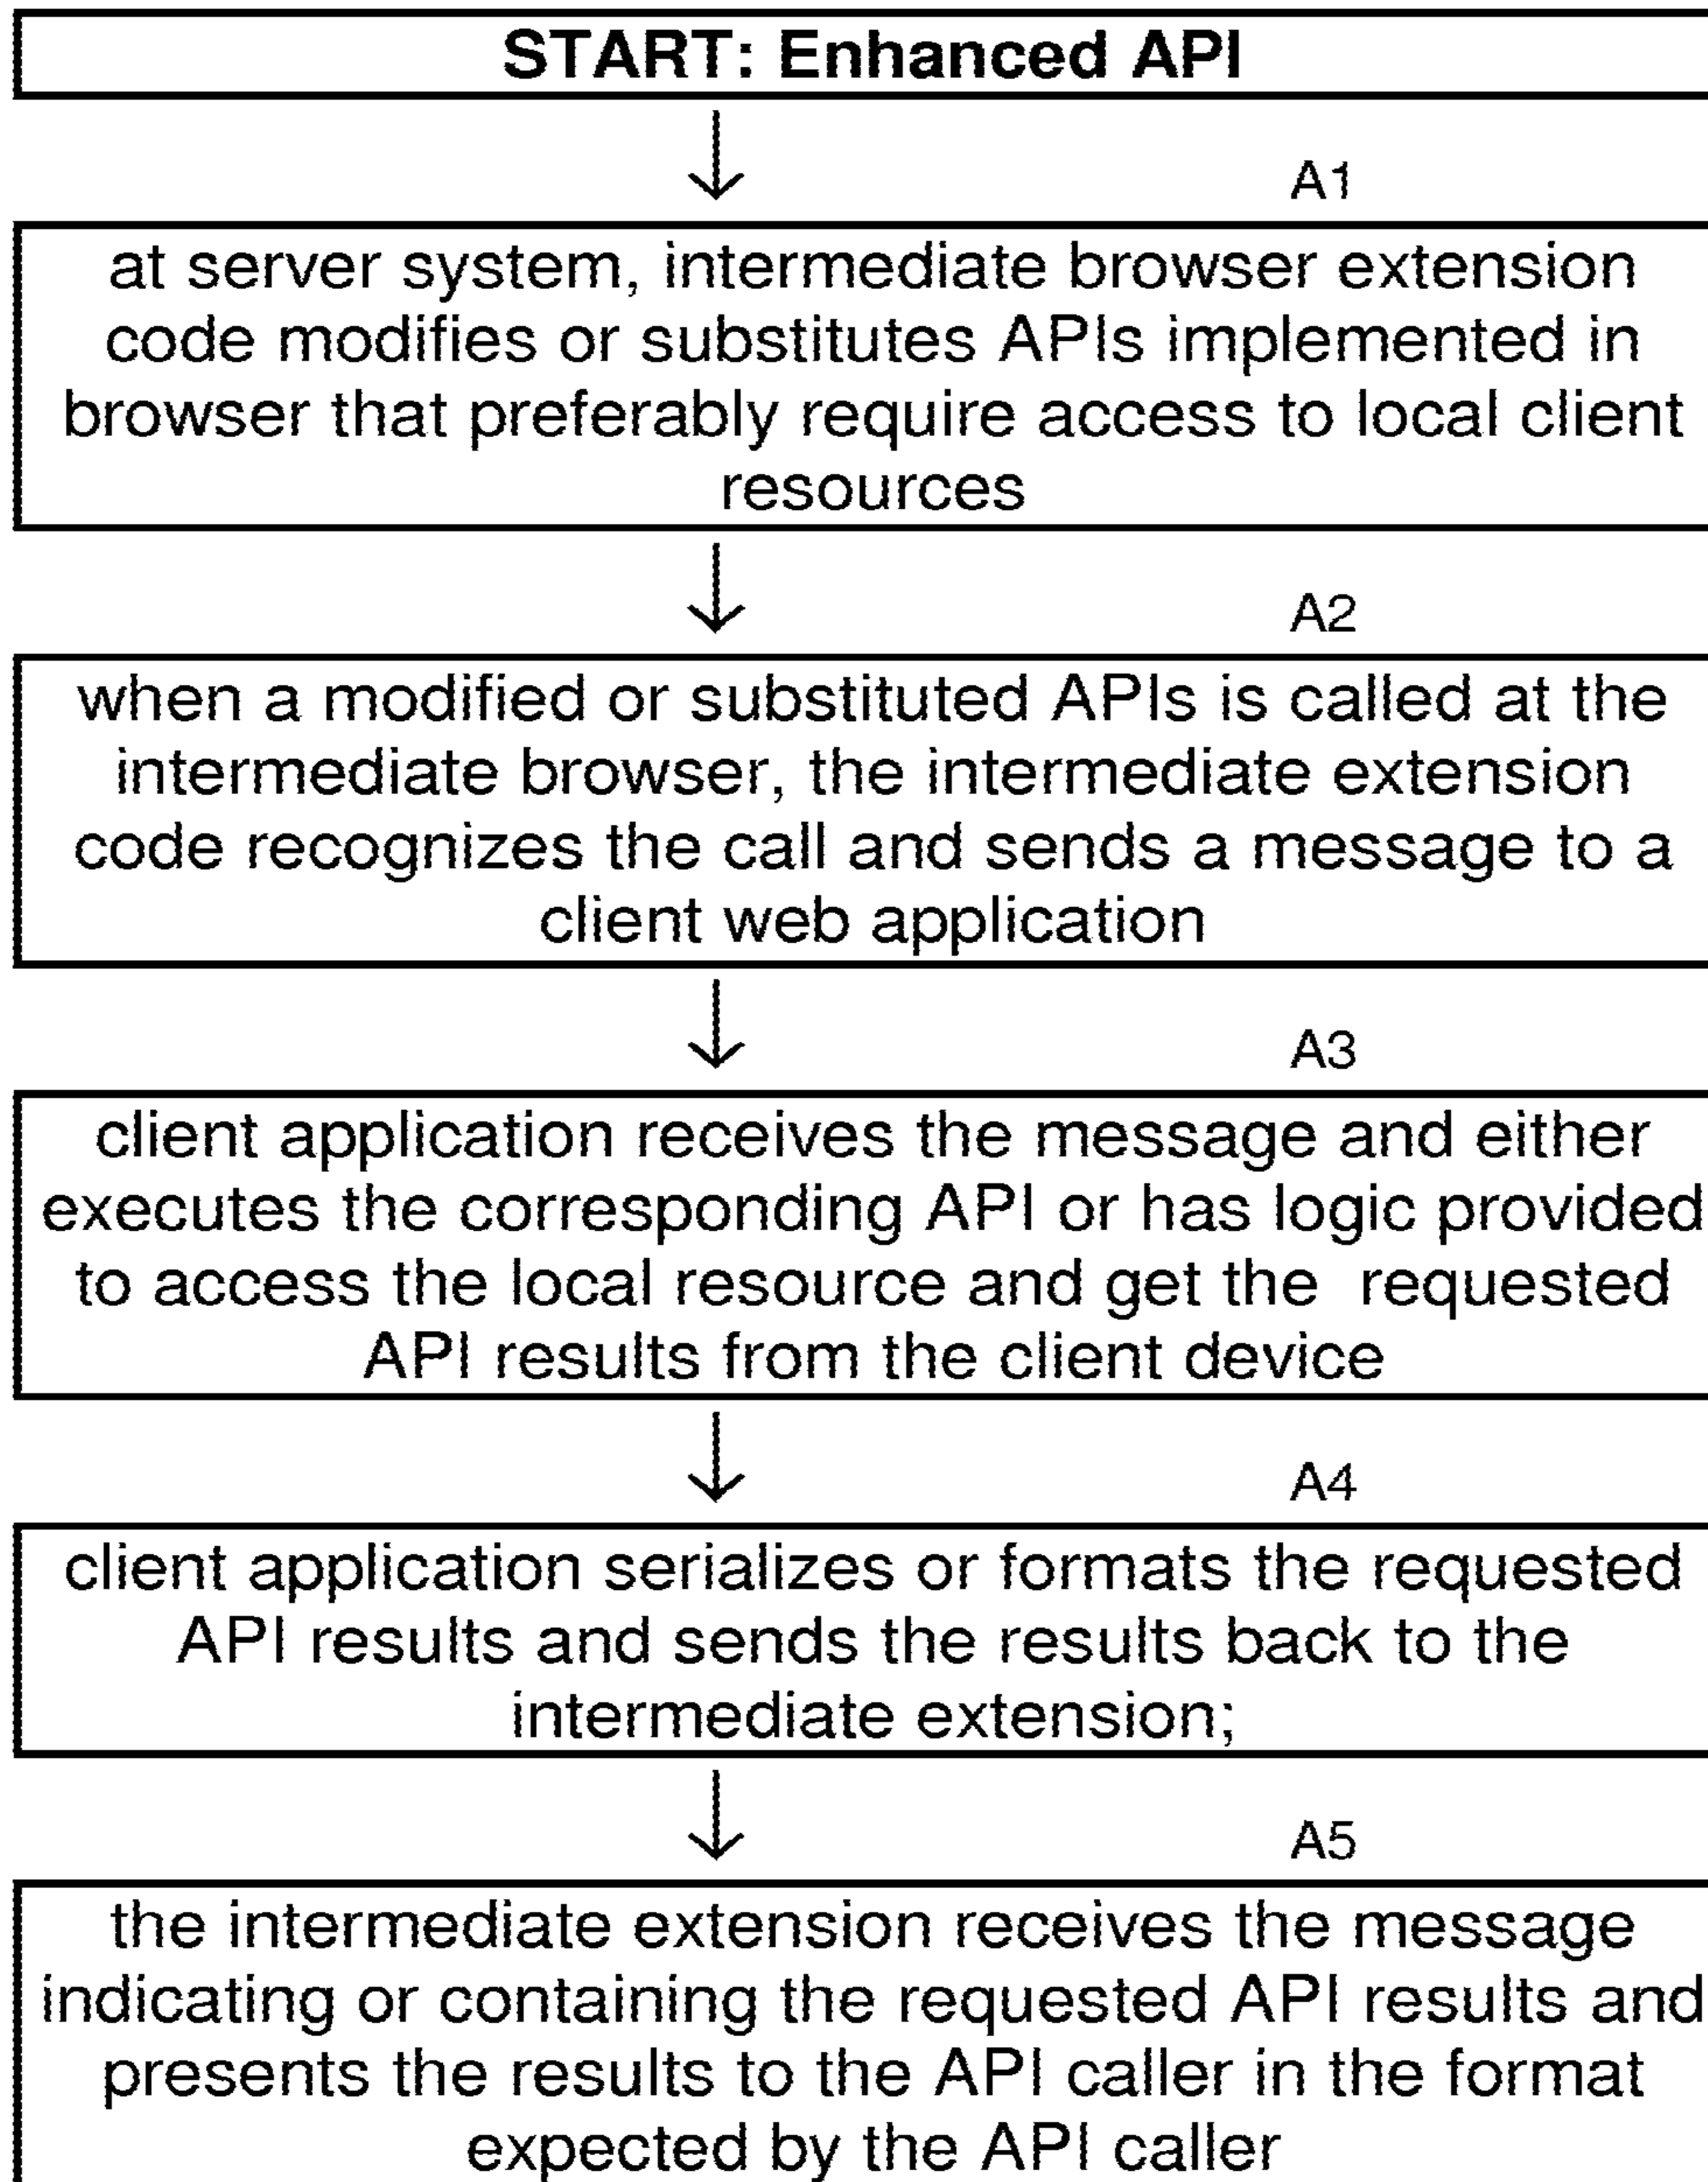 START: Enhanced API
A1
at server system, intermediate browser extension
code modifies or substitutes APIs implemented in
browser that preferably require access to local client
resources
A2
when a modified or substituted APIs is called at the
intermediate browser, the intermediate extension
code recognizes the call and sends a message to a
client web application
A3
client application receives the message and either
executes the corresponding API or has logic provided
to access the local resource and get the requested
API results from the client device
A4
client application serializes or formats the requested
API results and sends the results back to the
intermediate extension;
A5
the intermediate extension receives the message
indicating or containing the requested API results and
presents the results to the API caller in the format
expected by the API caller